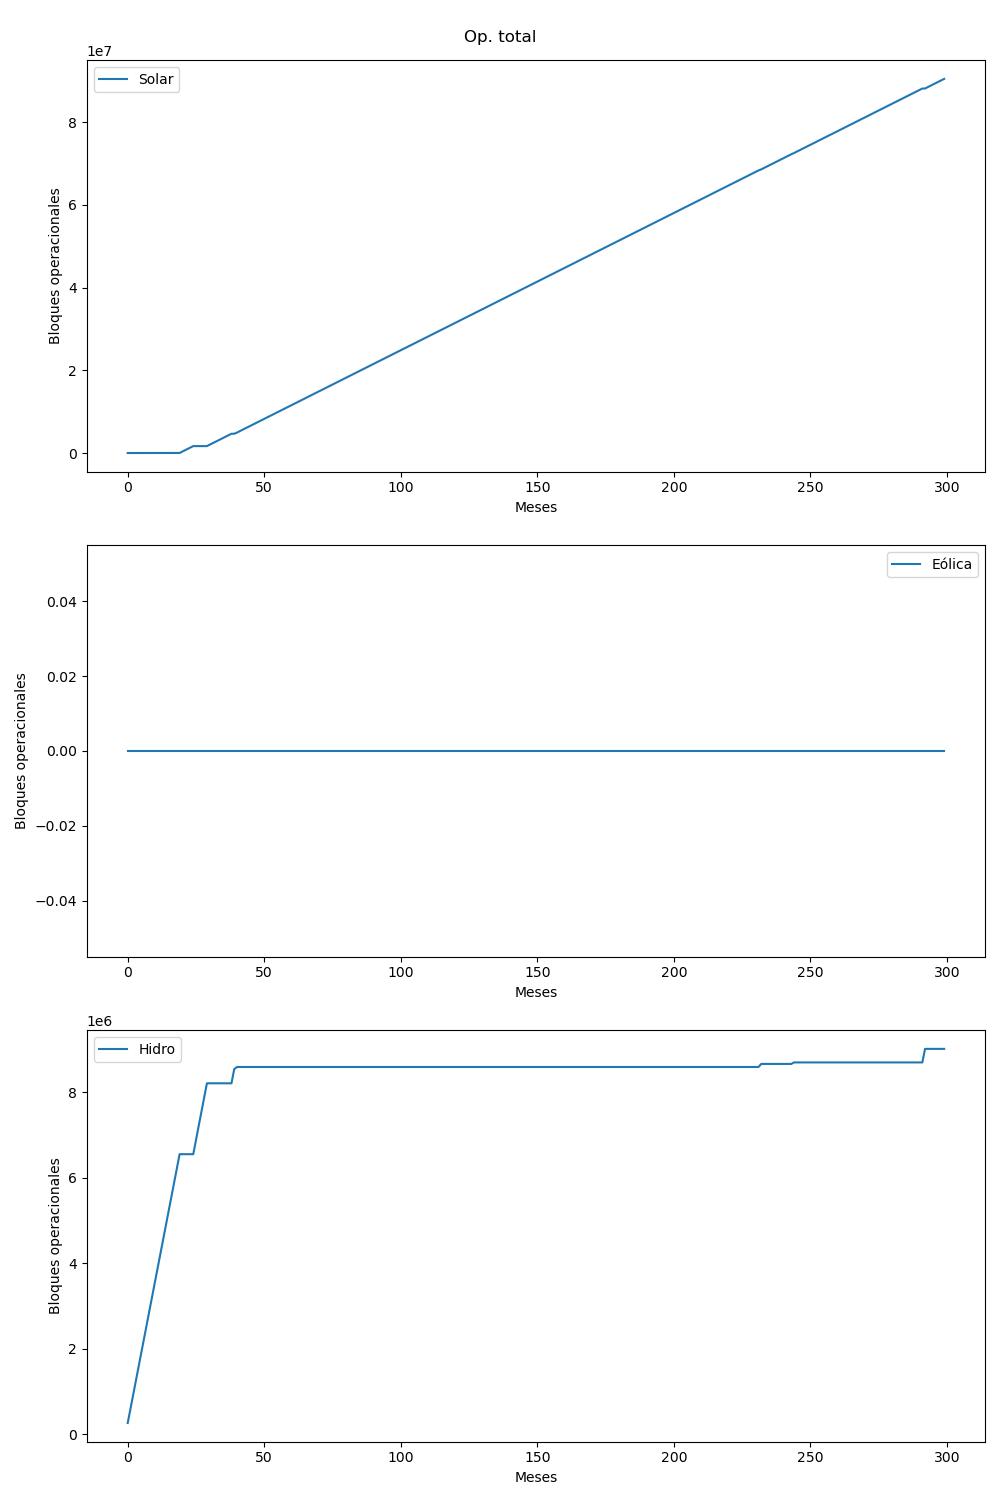 Op. total
1e7
Solar
8
6
4
2
0
Bloques operacionales
0 50 100 150 200 250 300
Meses
Eólica
0.04
0.02
0.00
−0.02
−0.04
Bloques operacionales
0 50 100 150 200 250 300
Meses
1e6
Hidro
8
6
4
2
0
Bloques operacionales
0 50 100 150 200 250 300
Meses